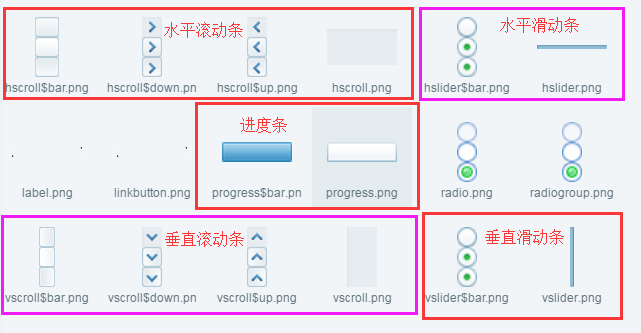 水平滚动条
水平滑动条
hscroll$bar.png hscroll$down.pn hscroll$up.png hscroll.png hslider$bar.png hslider.png
进度条
label.png linkbutton.png progress$bar.pn progress.png radio.png radiogroup.png
垂直滚动条
垂直滑动条
vscroll$bar.png vscroll$down.pn vscroll$up.png vscroll.png vslider$bar.png vslider.png